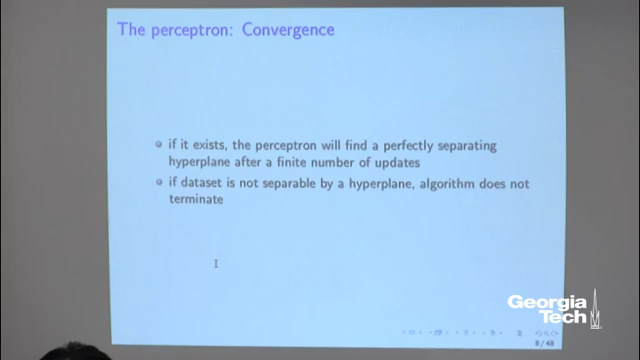 The perceptron: Convergence
if it exists, the perceptron will find a perfectly separating
hyperplane after a finite number of updates
if dataset is not separable by a hyperplane, algorithm does not
terminate
Georgia
Tech
8 / 48